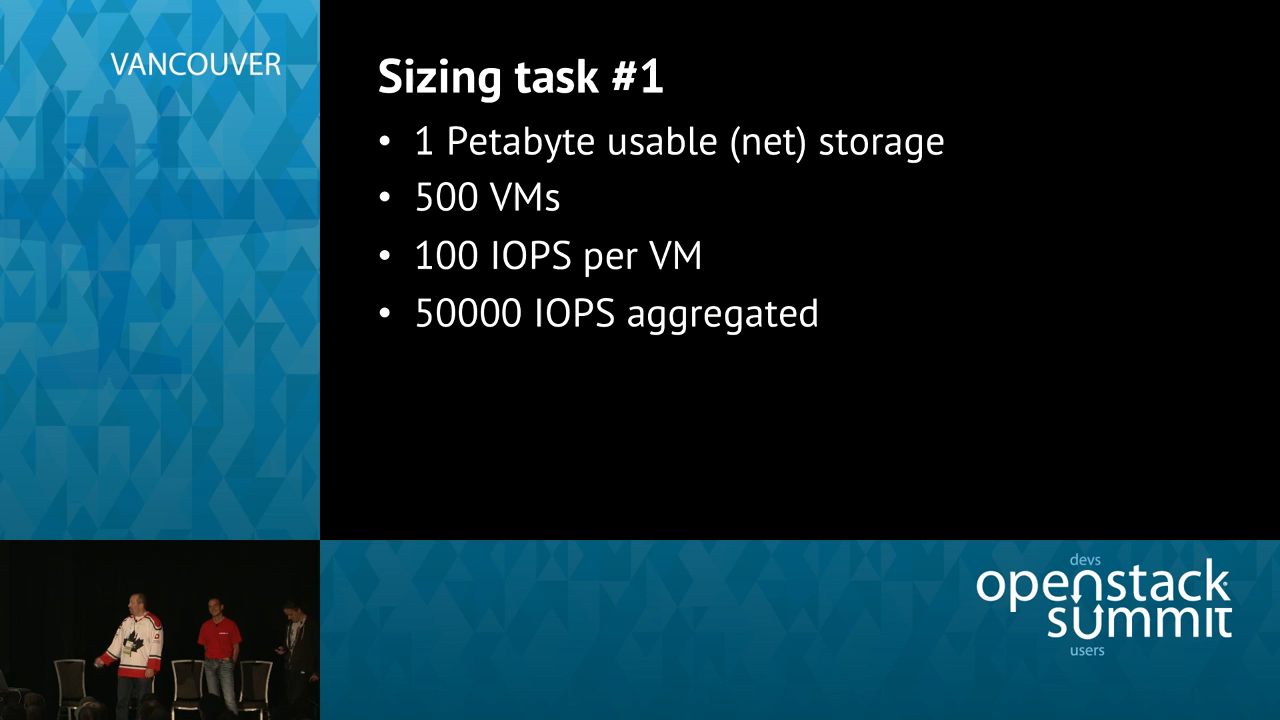 VANCOUVER
Sizing task #1
• 1 Petabyte usable (net) storage
• 500 VMs
• 100 IOPS per VM
• 50000 IOPS aggregated
devs
openstack
summit
users